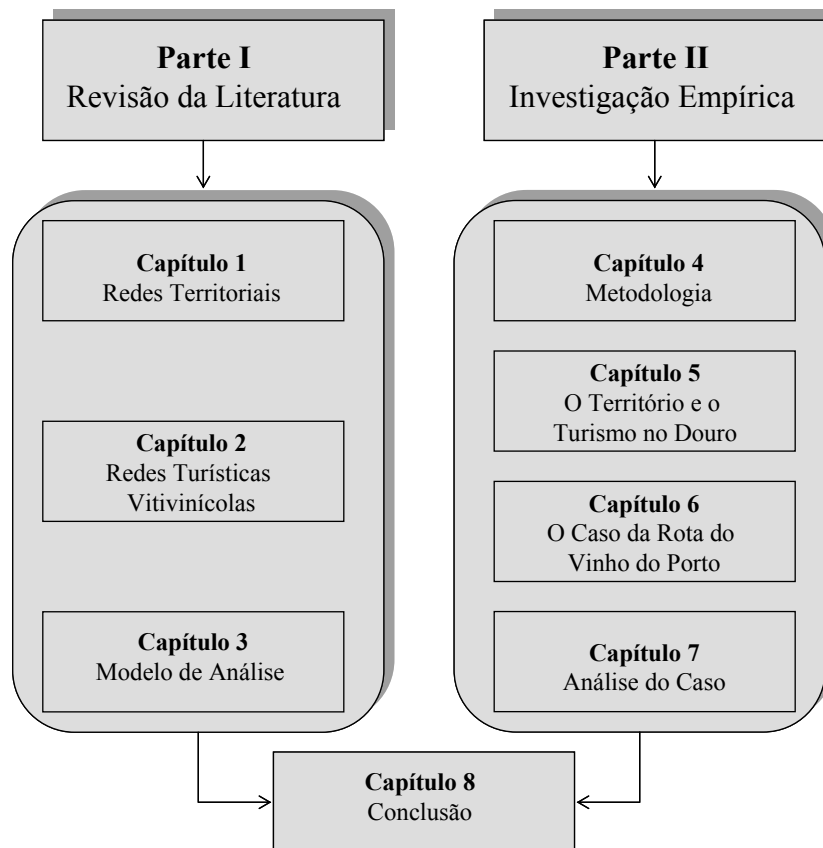 Parte I
Revisão da Literatura
Capítulo 1
Redes Territoriais
Capítulo 2
Redes Turísticas
Vitivinícolas
Capítulo 3
Modelo de Análise
Parte II
Investigação Empírica
Capítulo 4
Metodologia
Capítulo 5
O Território e o
Turismo no Douro
Capítulo 6
O Caso da Rota do
Vinho do Porto
Capítulo 7
Análise do Caso
Capítulo 8
Conclusão